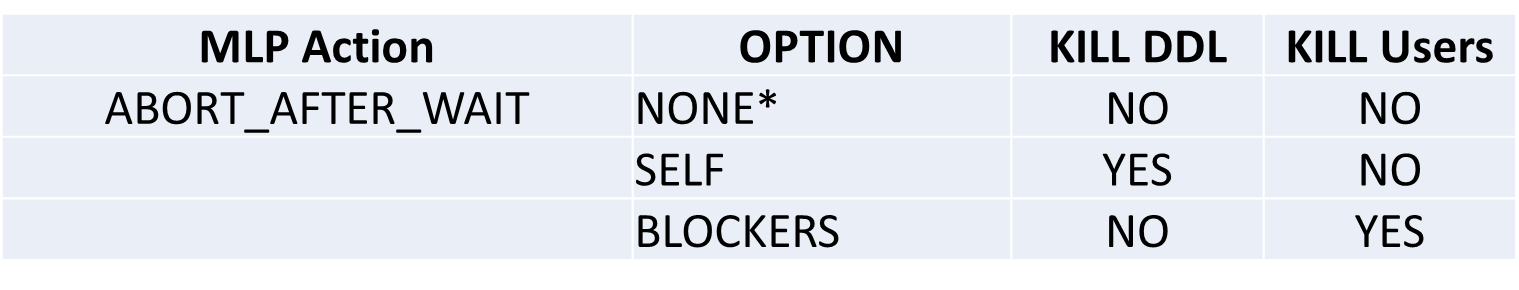 MLP Action OPTION KILL DDL KILL Users
ABORT_AFTER_WAIT NONE* NO NO
SELF YES NO
BLOCKERS NO YES